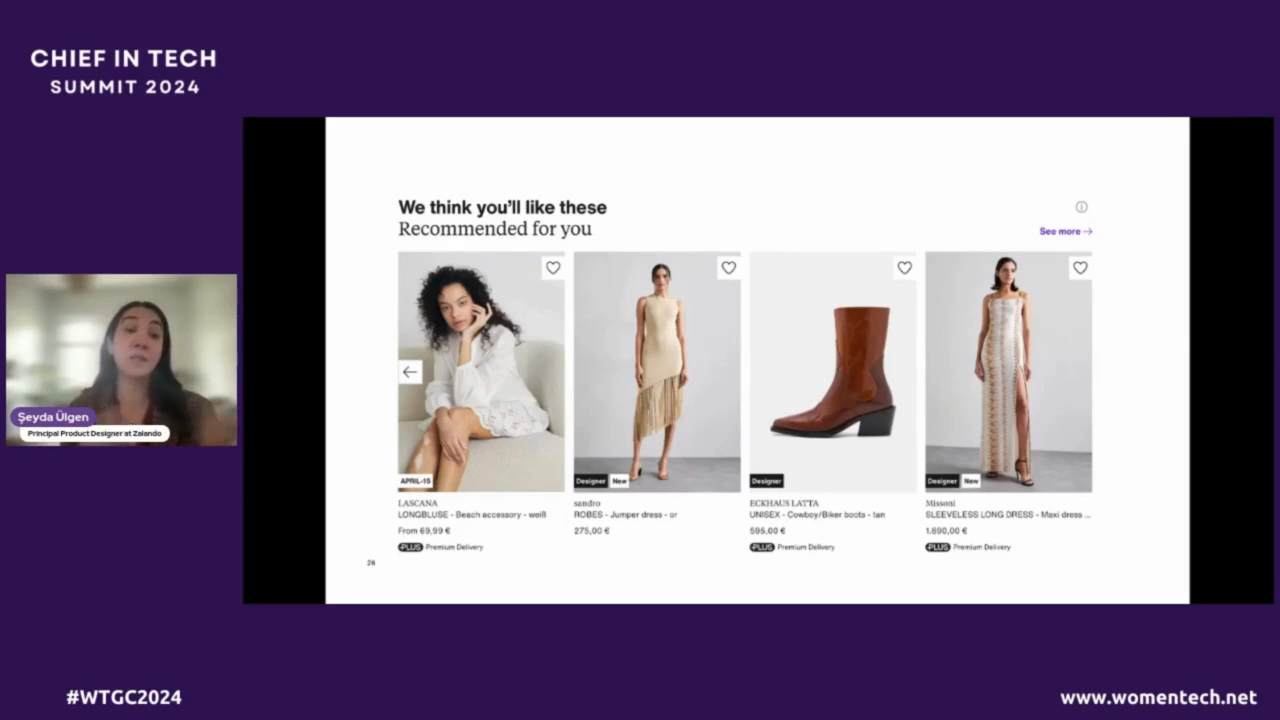 CHIEF IN TECH
SUMMIT 2024
We think you'll like these
Recommended for you
See more →
APRIL-15
Designer New
Designer
Designer New
LASCANA
LONGBLUSE - Beach accessory - weiß
From 69,99 €
PLUS Premium Delivery
sandro
ROBES - Jumper dress - or
275,00 €
ECKHAUS LATTA
UNISEX - Cowboy/Biker boots - tan
595,00 €
PLUS Premium Delivery
Missoni
SLEEVELESS LONG DRESS - Maxi dress ...
1.690,00 €
PLUS Premium Delivery
26
Şeyda Ülgen
Principal Product Designer at Zalando
#WTGC2024
www.womentech.net